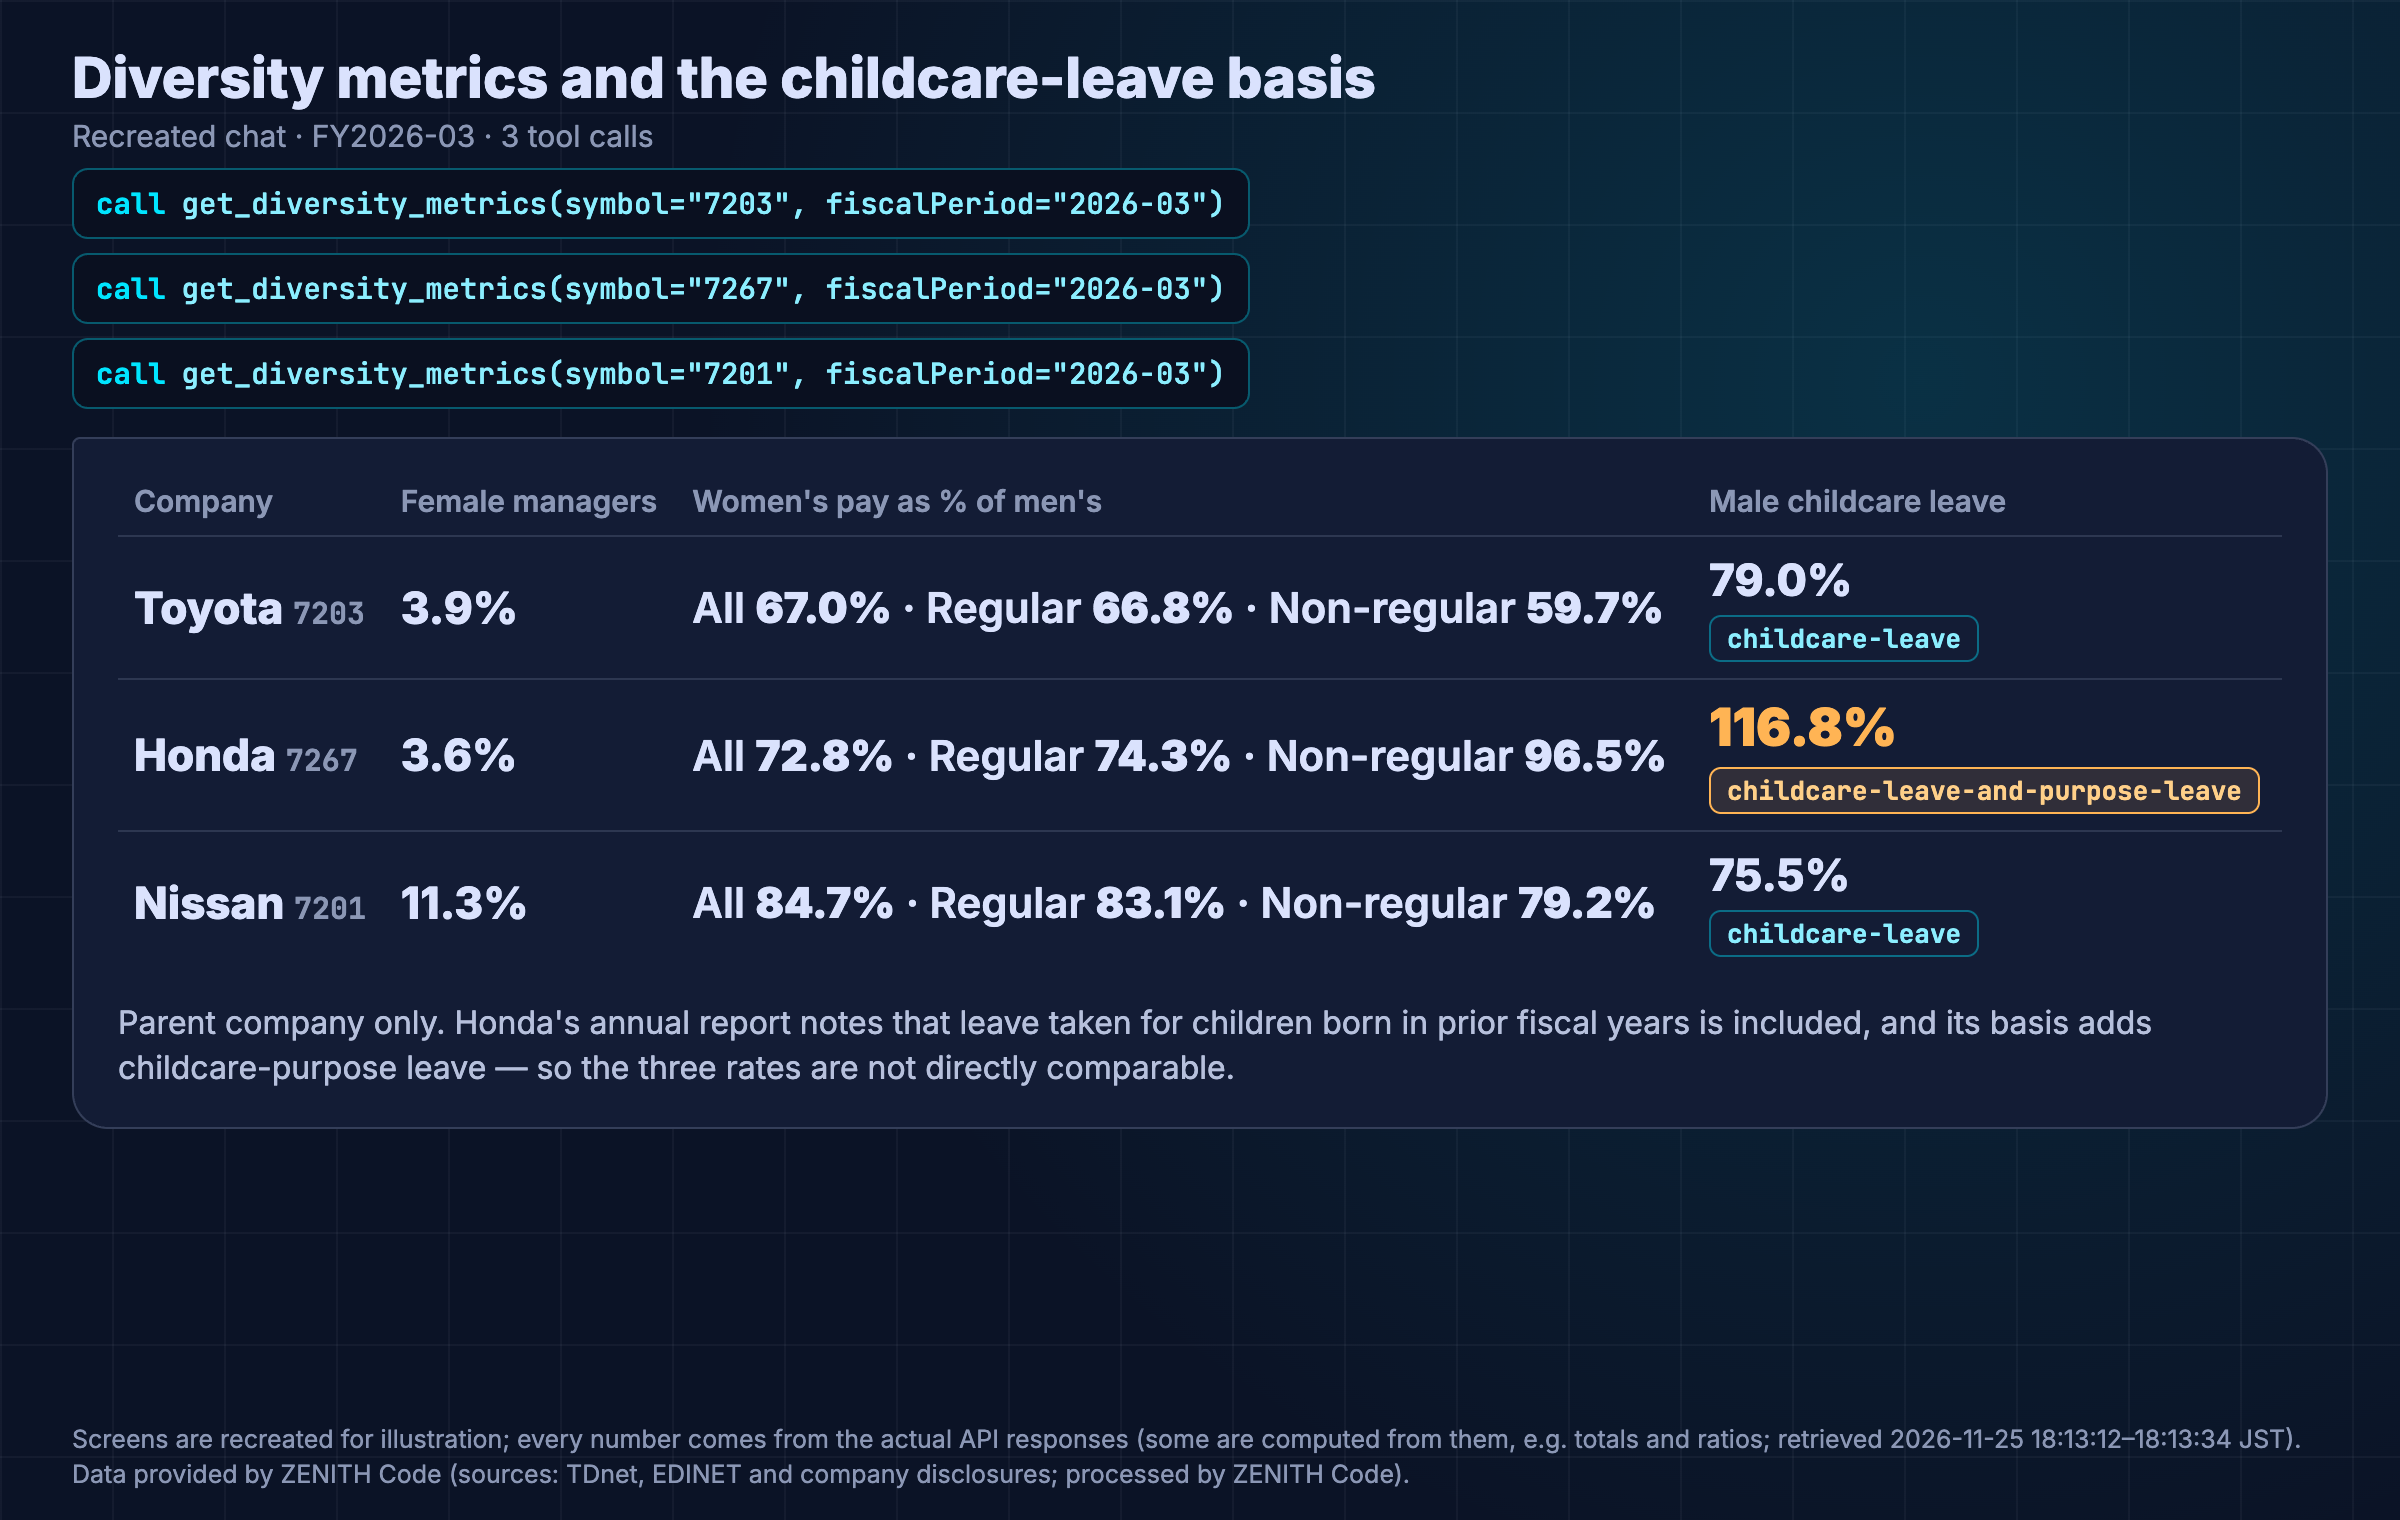 Diversity metrics and the childcare-leave basis
Recreated chat · FY2026-03 · 3 tool calls
call get_diversity_metrics(symbol="7203", fiscalPeriod="2026-03")
call get_diversity_metrics(symbol="7267", fiscalPeriod="2026-03")
call get_diversity_metrics(symbol="7201", fiscalPeriod="2026-03")
Company Female managers Women's pay as % of men's Male childcare leave
Toyota 7203 3.9% All 67.0% · Regular 66.8% · Non-regular 59.7% 79.0%
childcare-leave
Honda 7267 3.6% All 72.8% · Regular 74.3% · Non-regular 96.5% 116.8%
childcare-leave-and-purpose-leave
Nissan 7201 11.3% All 84.7% · Regular 83.1% · Non-regular 79.2% 75.5%
childcare-leave
Parent company only. Honda's annual report notes that leave taken for children born in prior fiscal years is included, and its basis adds
childcare-purpose leave — so the three rates are not directly comparable.
Screens are recreated for illustration; every number comes from the actual API responses (some are computed from them, e.g. totals and ratios; retrieved 2026-11-25 18:13:12–18:13:34 JST).
Data provided by ZENITH Code (sources: TDnet, EDINET and company disclosures; processed by ZENITH Code).